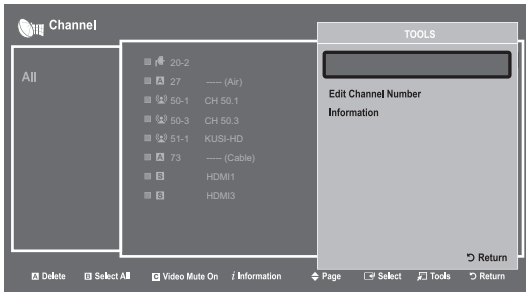 Channel
TOOLS
All
20-2
A 27 ---- (Air)
50-1 CH 50.1
50-3 CH 50.3
51-1 KUSI-HD
A 73 ---- (Cable)
S HDMI1
S HDMI3
Edit Channel Number
Information
Return
A Delete B Select All C Video Mute On i Information Page Select Tools Return